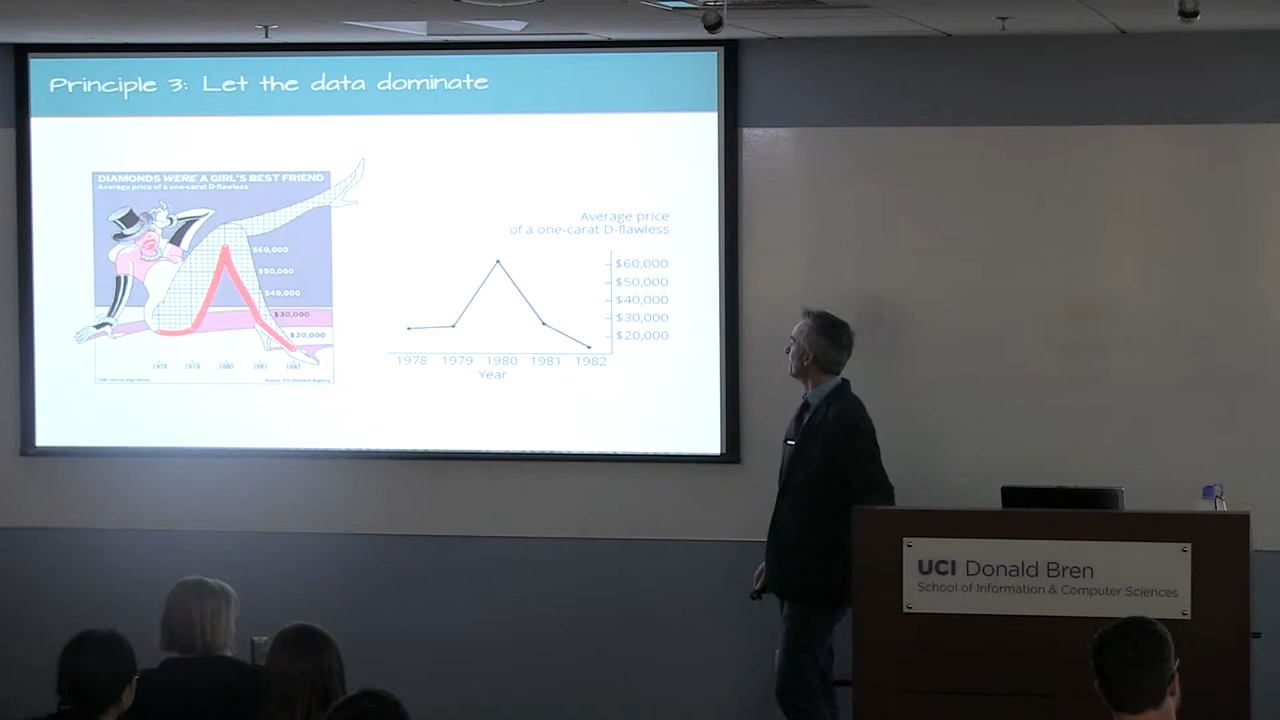 Principle 3: Let the data dominate
DIAMONDS WERE A GIRL'S BEST FRIEND
Average price of a one-carat D-flawless
$60,000
$50,000
$40,000
$30,000
$20,000
1978 1979 1980 1981 1982
Average price
of a one-carat D-flawless
$60,000
$50,000
$40,000
$30,000
$20,000
1978 1979 1980 1981 1982
Year
UCI Donald Bren
School of Information & Computer Sciences